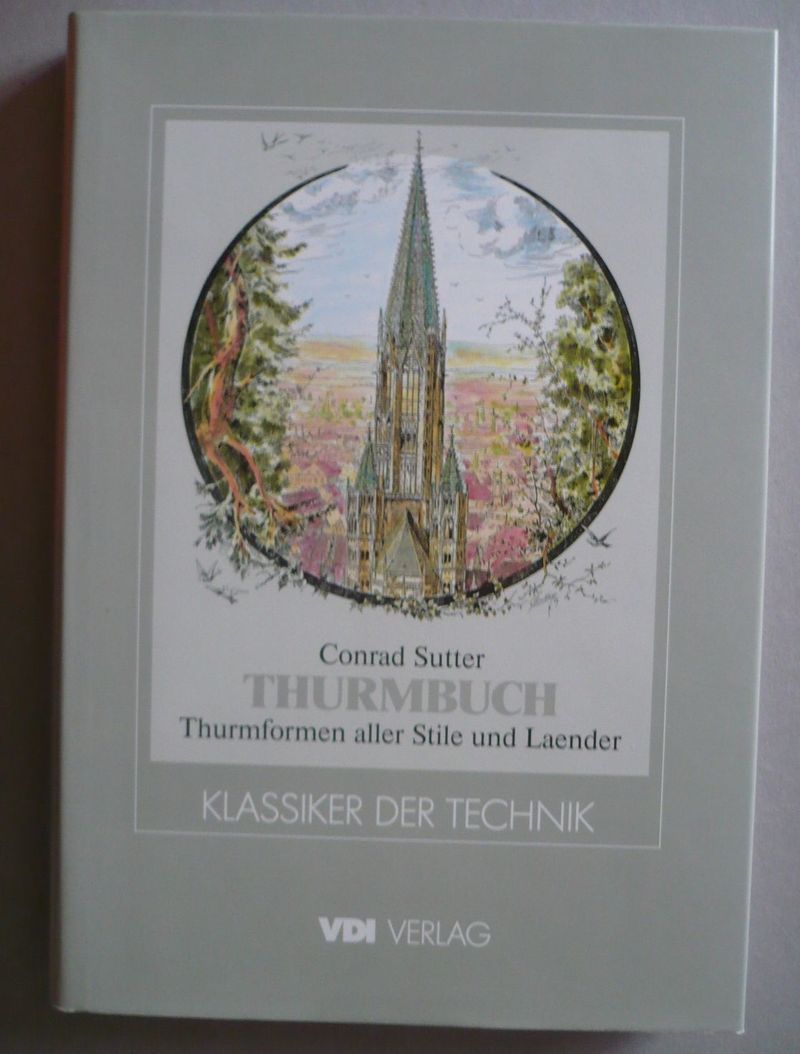 Conrad Sutter
THURMBUCH
Thurmformen aller Stile und Laender
KLASSIKER DER TECHNIK
VDI VERLAG